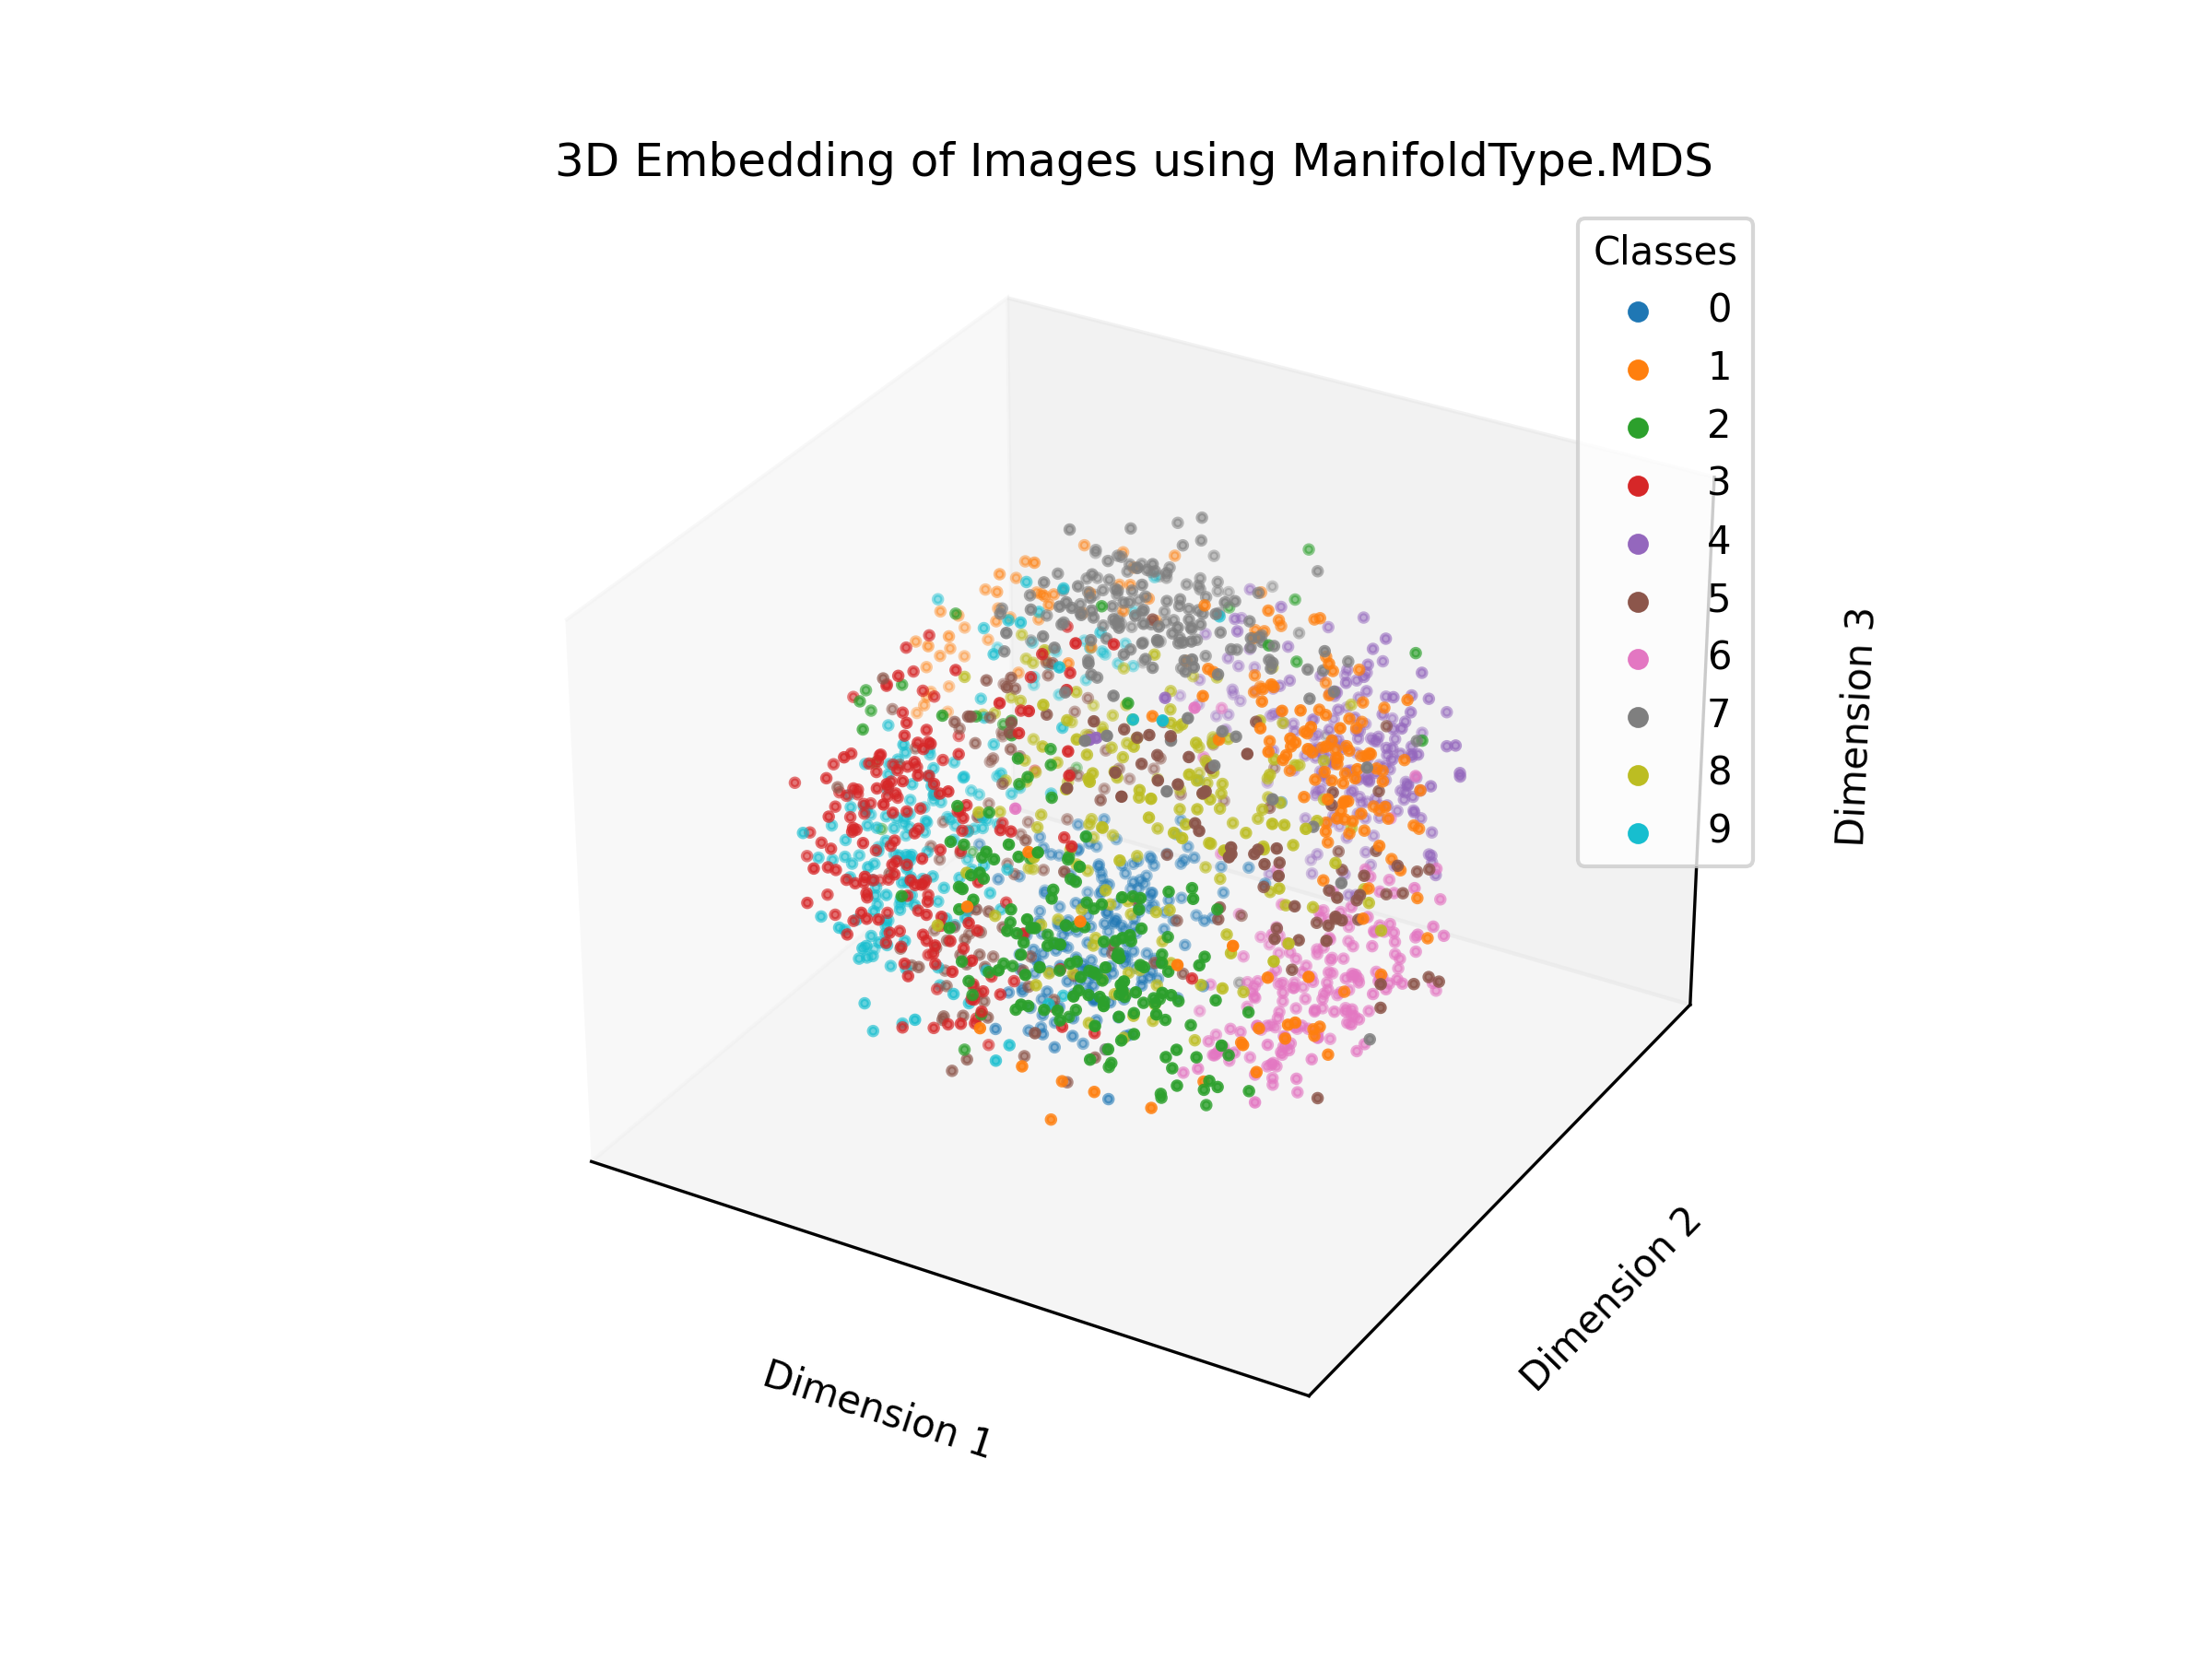 3D Embedding of Images using ManifoldType.MDS
Classes
0
1
2
3
4
5
6
7
8
9
Dimension 3
Dimension 2
Dimension 1